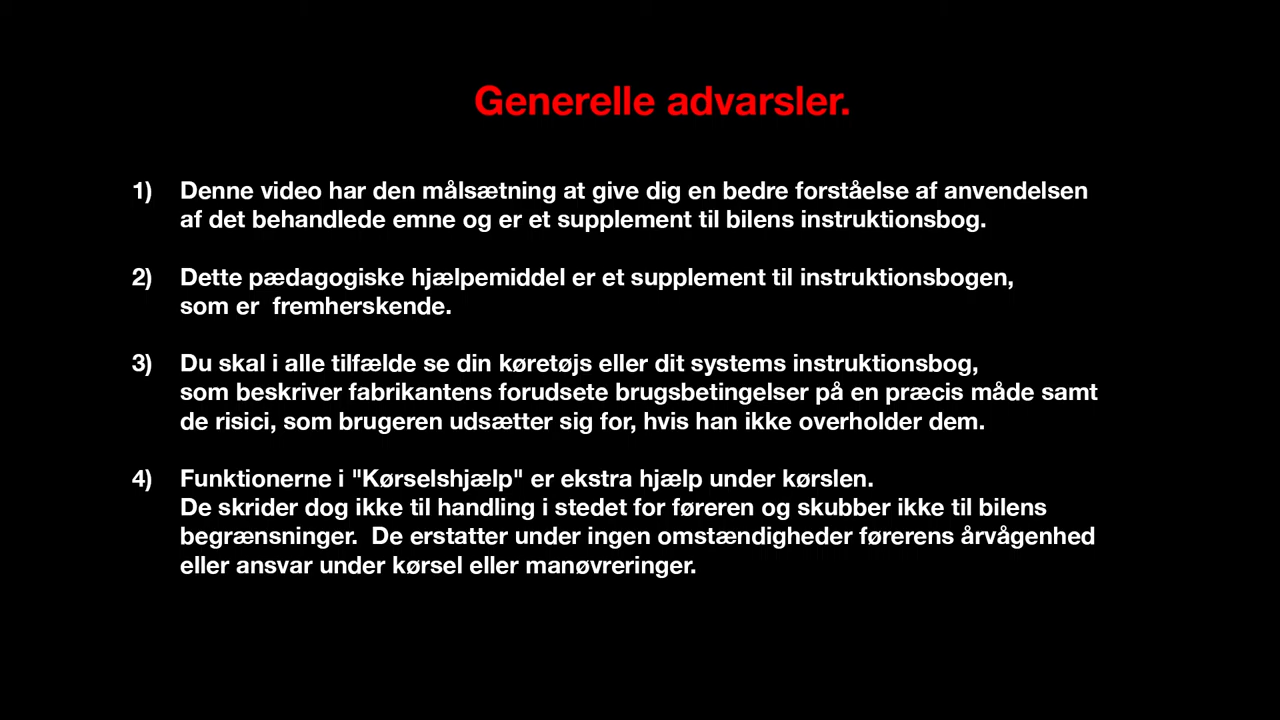 Generelle advarsler.
1) Denne video har den målsætning at give dig en bedre forståelse af anvendelsen
af det behandlede emne og er et supplement til bilens instruktionsbog.
2) Dette pædagogiske hjælpemiddel er et supplement til instruktionsbogen,
som er  fremherskende.
3) Du skal i alle tilfælde se din køretøjs eller dit systems instruktionsbog,
som beskriver fabrikantens forudsete brugsbetingelser på en præcis måde samt
de risici, som brugeren udsætter sig for, hvis han ikke overholder dem.
4) Funktionerne i "Kørselshjælp" er ekstra hjælp under kørslen.
De skrider dog ikke til handling i stedet for føreren og skubber ikke til bilens
begrænsninger.  De erstatter under ingen omstændigheder førerens årvågenhed
eller ansvar under kørsel eller manøvreringer.